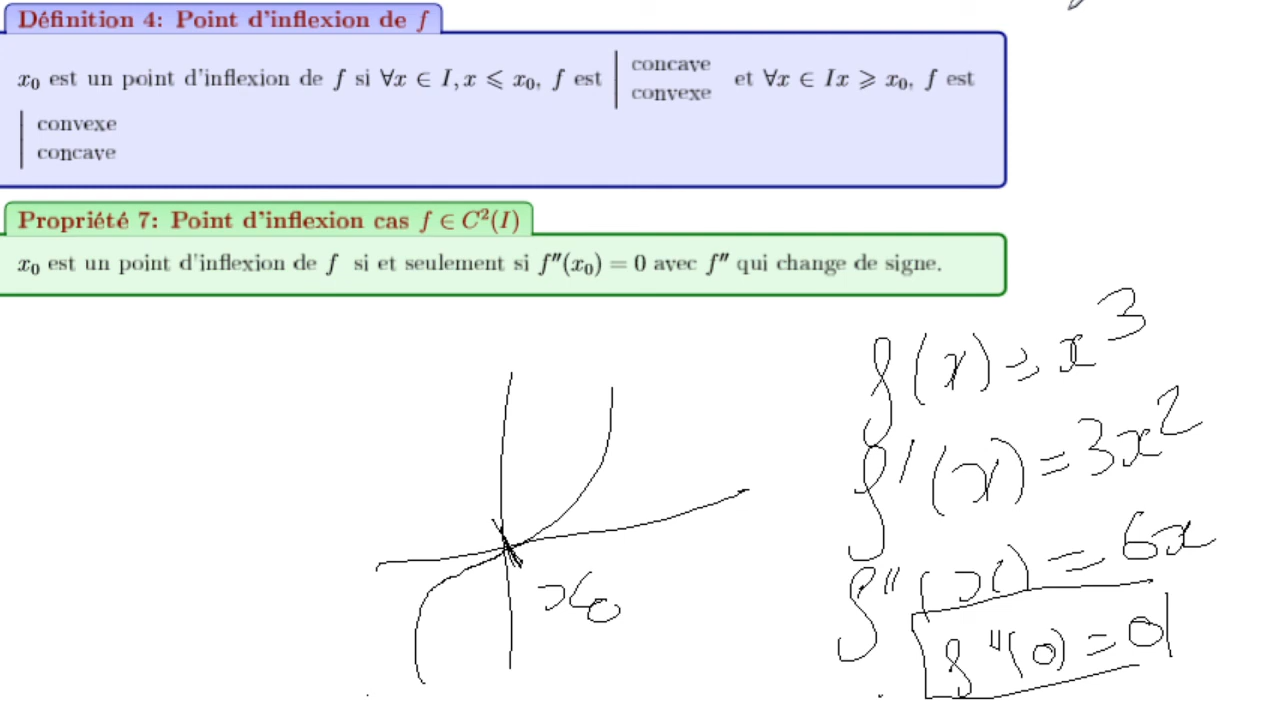 Définition 4: Point d'inflexion de f
x₀ est un point d'inflexion de f si ∀x ∈ I, x ⩽ x₀, f est | concave et ∀x ∈ Ix ⩾ x₀, f est
convexe
convexe
concave
Propriété 7: Point d'inflexion cas f ∈ C²(I)
x₀ est un point d'inflexion de f si et seulement si f″(x₀) = 0 avec f″ qui change de signe.
f(x) = x³
f'(x) = 3x²
f''(x) = 6x
x₀
f''(0) = 0